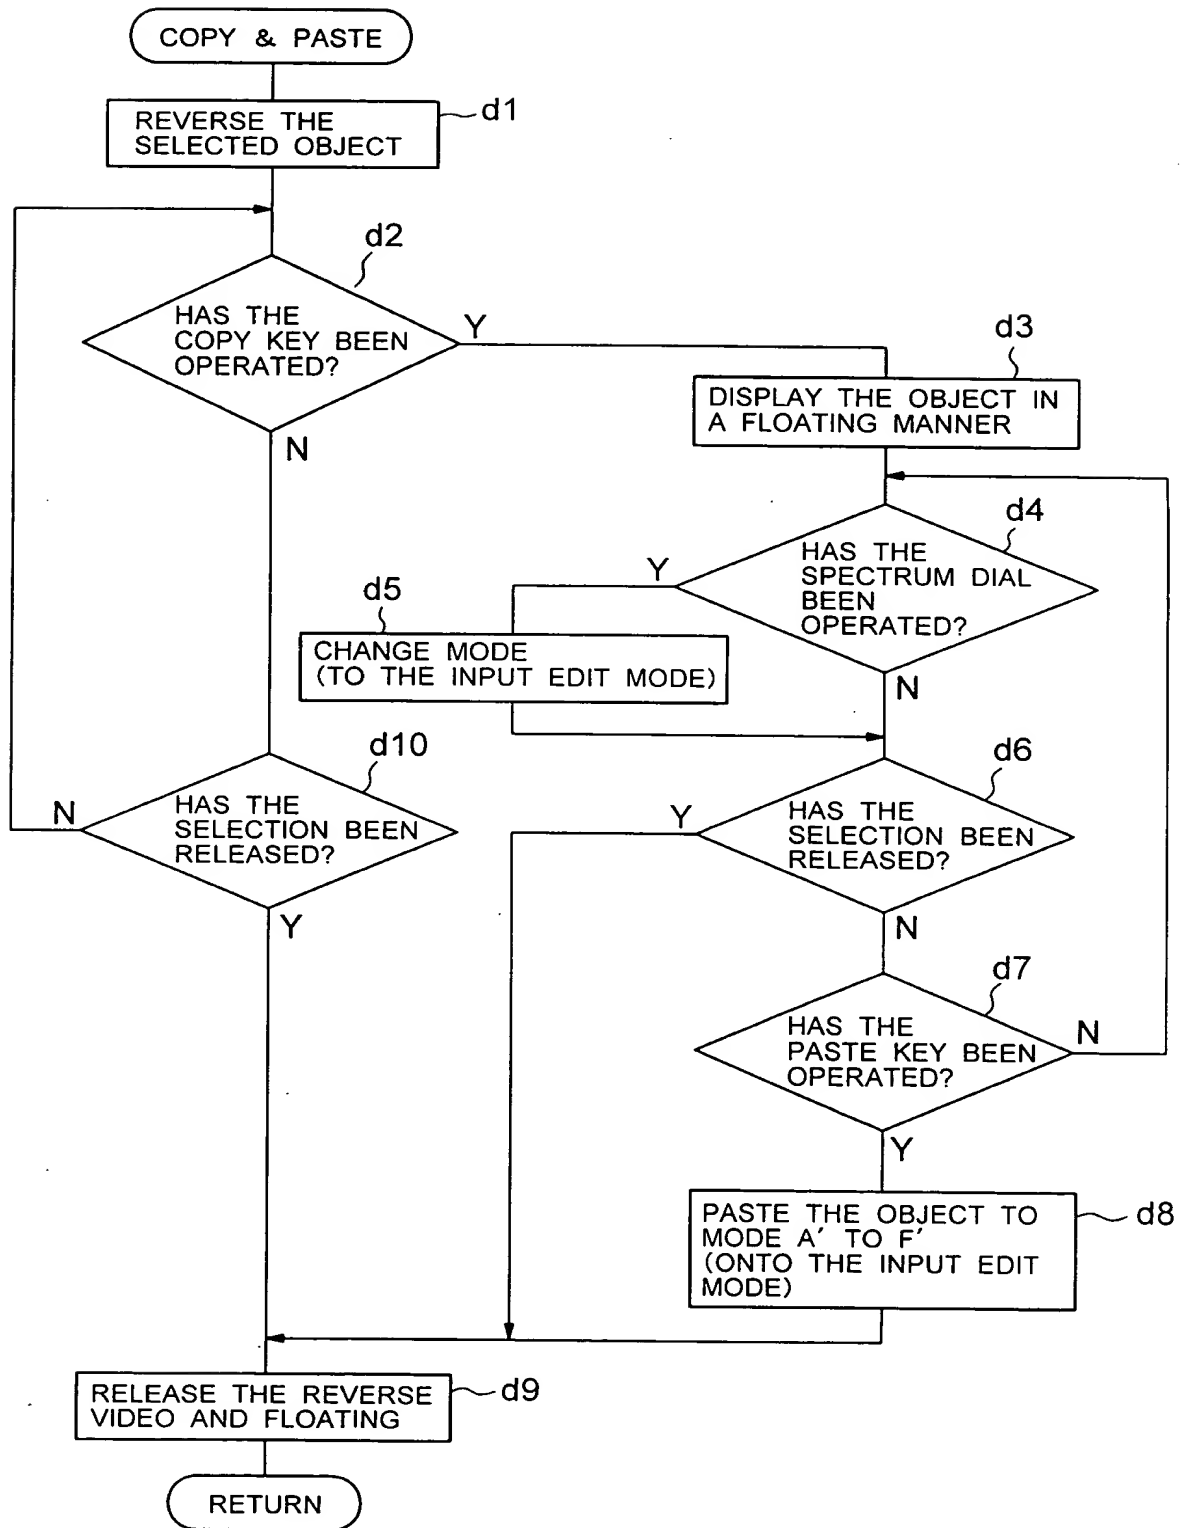 COPY & PASTE
REVERSE THE
SELECTED OBJECT
d1
d2
HAS THE
COPY KEY BEEN
OPERATED?
Y
N
d3
DISPLAY THE OBJECT IN
A FLOATING MANNER
d4
HAS THE
SPECTRUM DIAL
BEEN
OPERATED?
Y
N
d5
CHANGE MODE
(TO THE INPUT EDIT MODE)
d10
HAS THE
SELECTION BEEN
RELEASED?
N
Y
d6
HAS THE
SELECTION BEEN
RELEASED?
Y
N
d7
HAS THE
PASTE KEY BEEN
OPERATED?
N
Y
PASTE THE OBJECT TO
MODE A′ TO F′
(ONTO THE INPUT EDIT
MODE)
d8
RELEASE THE REVERSE
VIDEO AND FLOATING
d9
RETURN